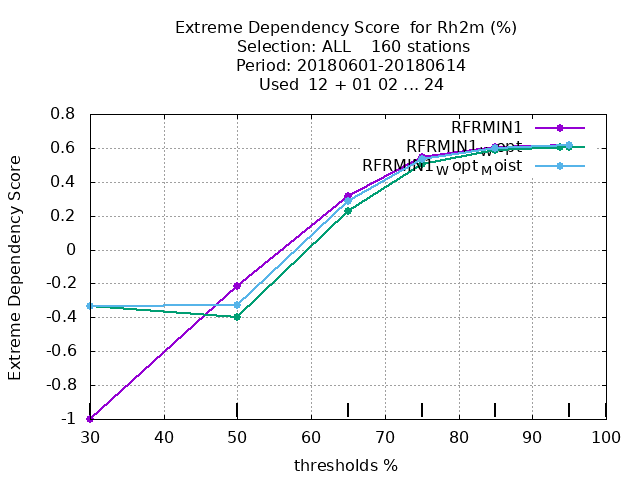 Extreme Dependency Score for Rh2m (%)
Selection: ALL 160 stations
Period: 20180601-20180614
Used 12 + 01 02 ... 24
Extreme Dependency Score
0.8
0.6
0.4
0.2
0
-0.2
-0.4
-0.6
-0.8
-1
RFRMIN1
RFRMIN1wopt
RFRMIN1WoptMoist
30 40 50 60 70 80 90 100
thresholds %